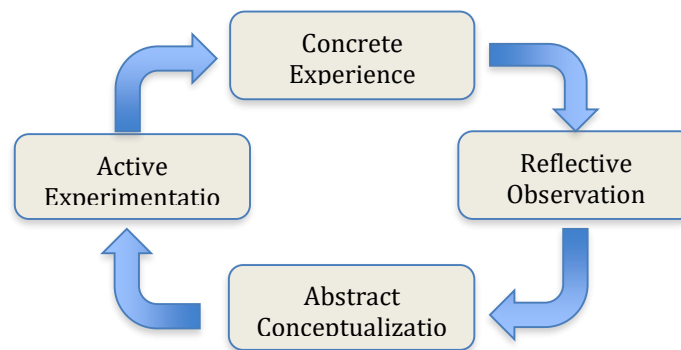 Concrete
Experience
Reflective
Observation
Abstract
Conceptualizatio
Active
Experimentatio